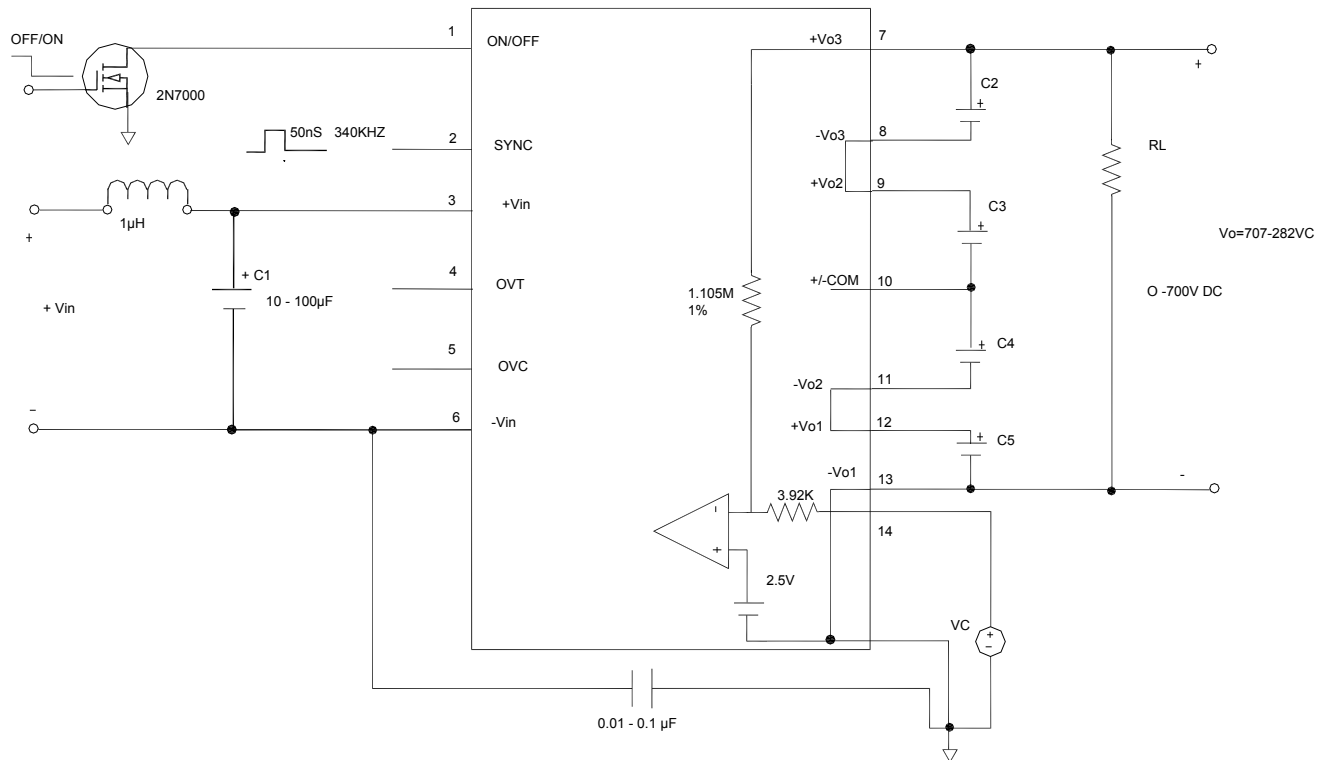 OFF/ON
2N7000
1
ON/OFF
50nS 340KHZ
2
SYNC
+
1µH
3
+Vin
+ C1
10 - 100µF
+ Vin
4
OVT
5
OVC
–
6
-Vin
+Vo3
7
+
C2
+
-Vo3
8
+Vo2
9
C3
+
RL
Vo=707-282VC
+/-COM
10
O -700V DC
1.105M
1%
+ C4
-Vo2
11
+Vo1
12
+ C5
-Vo1
13
-
3.92K
14
-
+
2.5V
VC
+
–
0.01 - 0.1 µF